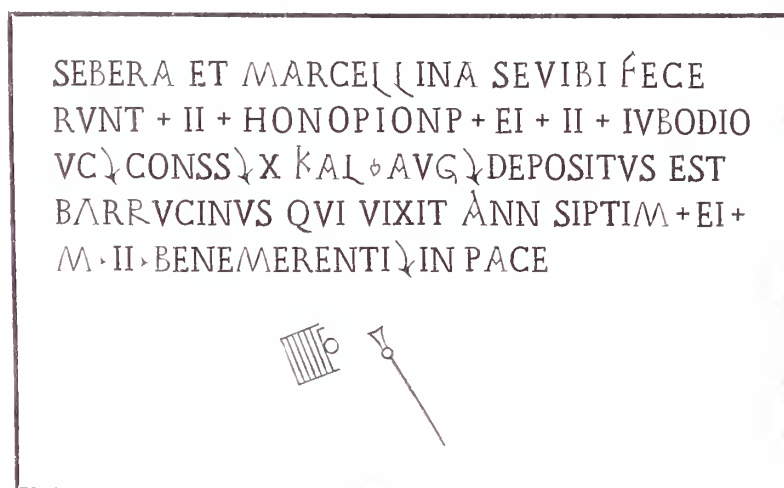 SEBERA ET MARCELLINA SEVIBI FECE
RVNT + II + HONOPIONP + EI + II + IVBODIO
VC CONSS X KAL AVG DEPOSITVS EST
BARRVCINVS QVI VIXIT ANN SIPTIM + EI +
M · II · BENEMERENTI IN PACE